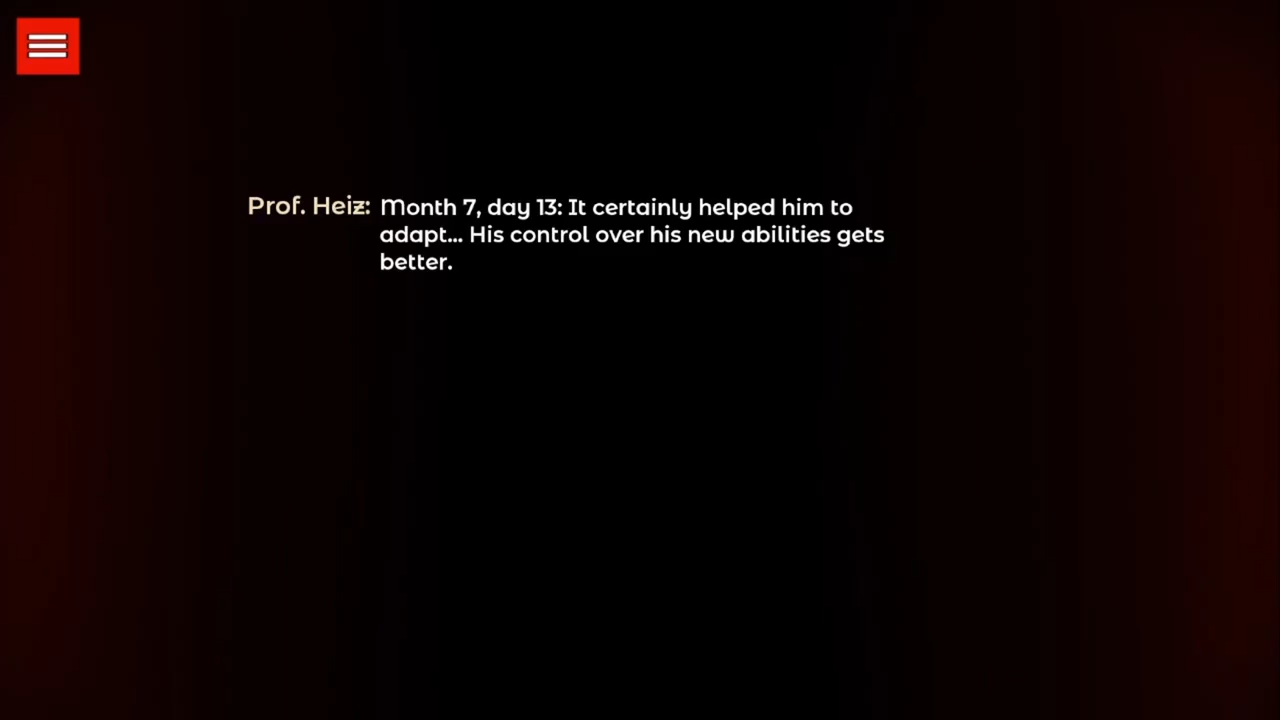 Prof. Heiz: Month 7, day 13: It certainly helped him to
adapt... His control over his new abilities gets
better.